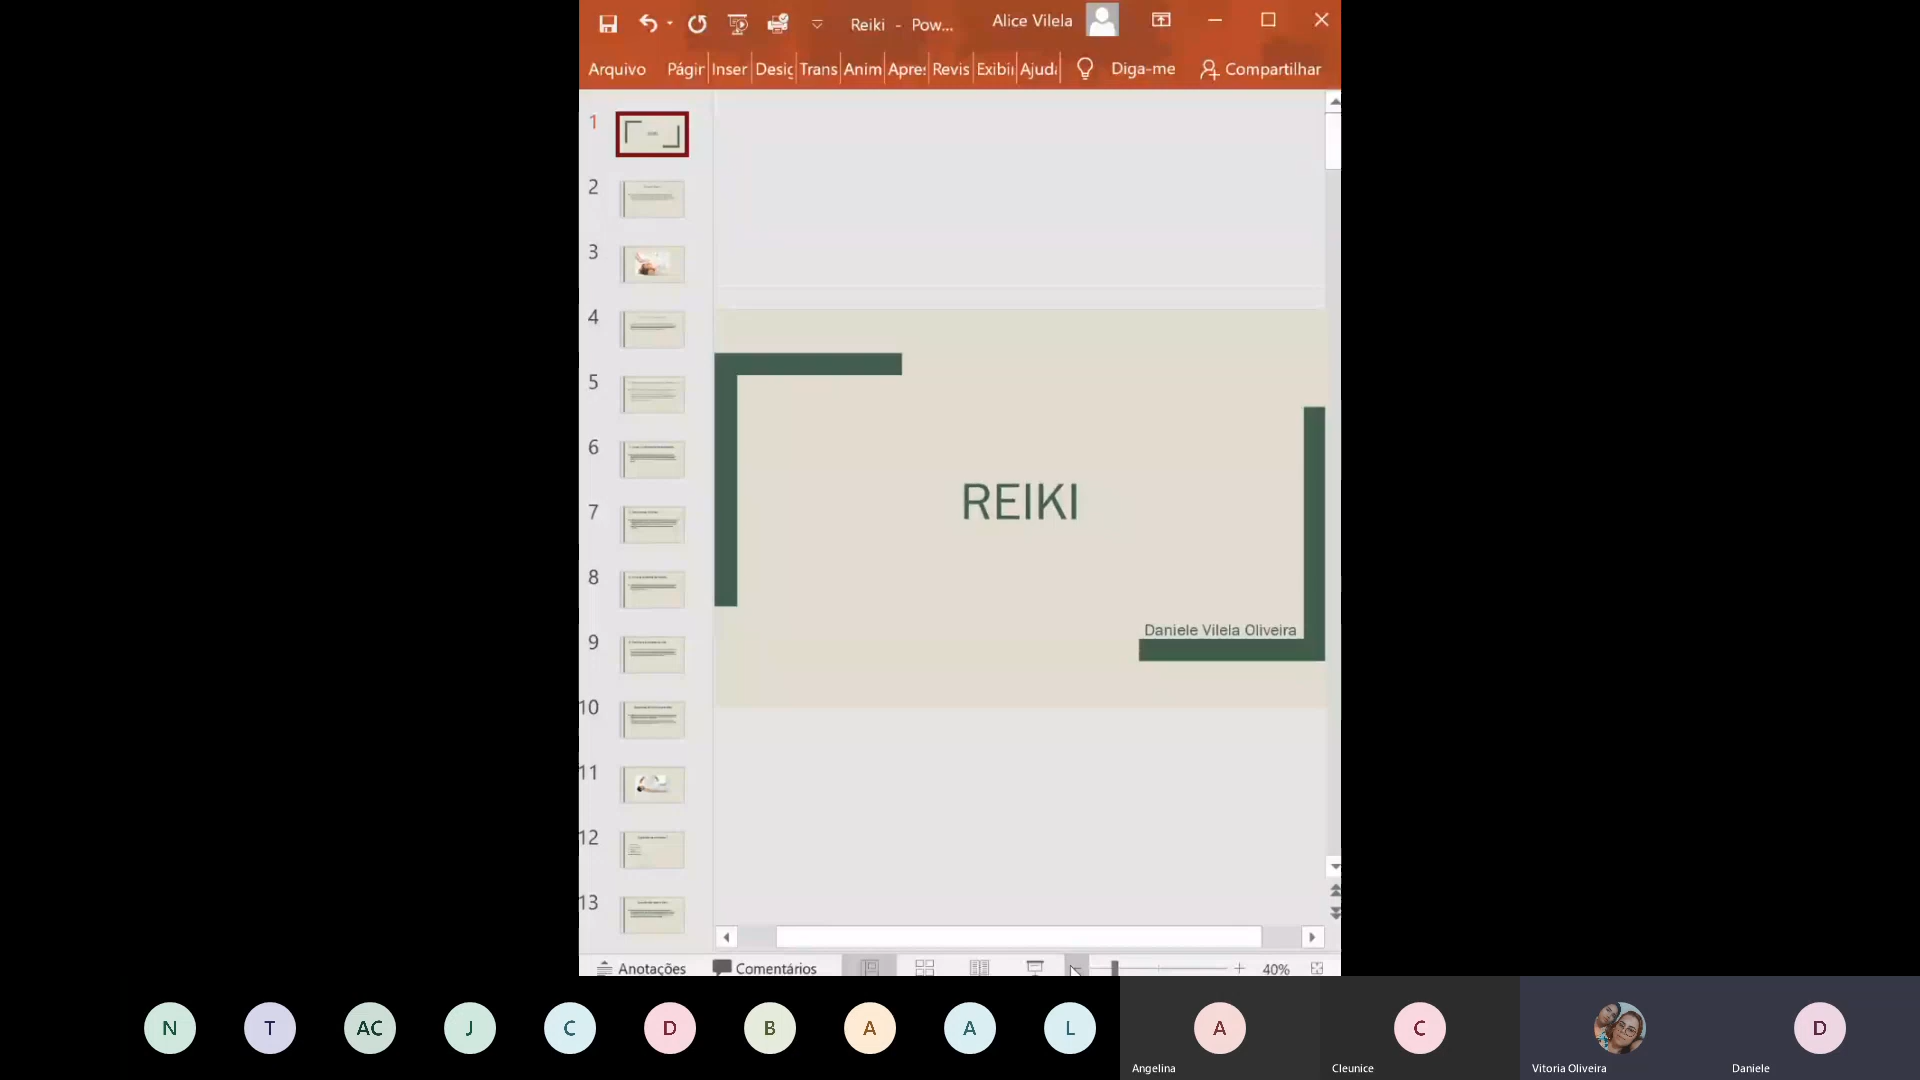 Reiki - Pow...
Alice Vilela
Arquivo Págir Inser Desig Trans Anim Apre: Revis Exibi Ajuda Diga-me Compartilhar
1
2
3
4
5
6
7
8
9
10
11
12
13
REIKI
Daniele Vilela Oliveira
Anotações Comentários 40%
N T AC J C D B A A L A C D
Angelina Cleunice Vitoria Oliveira Daniele